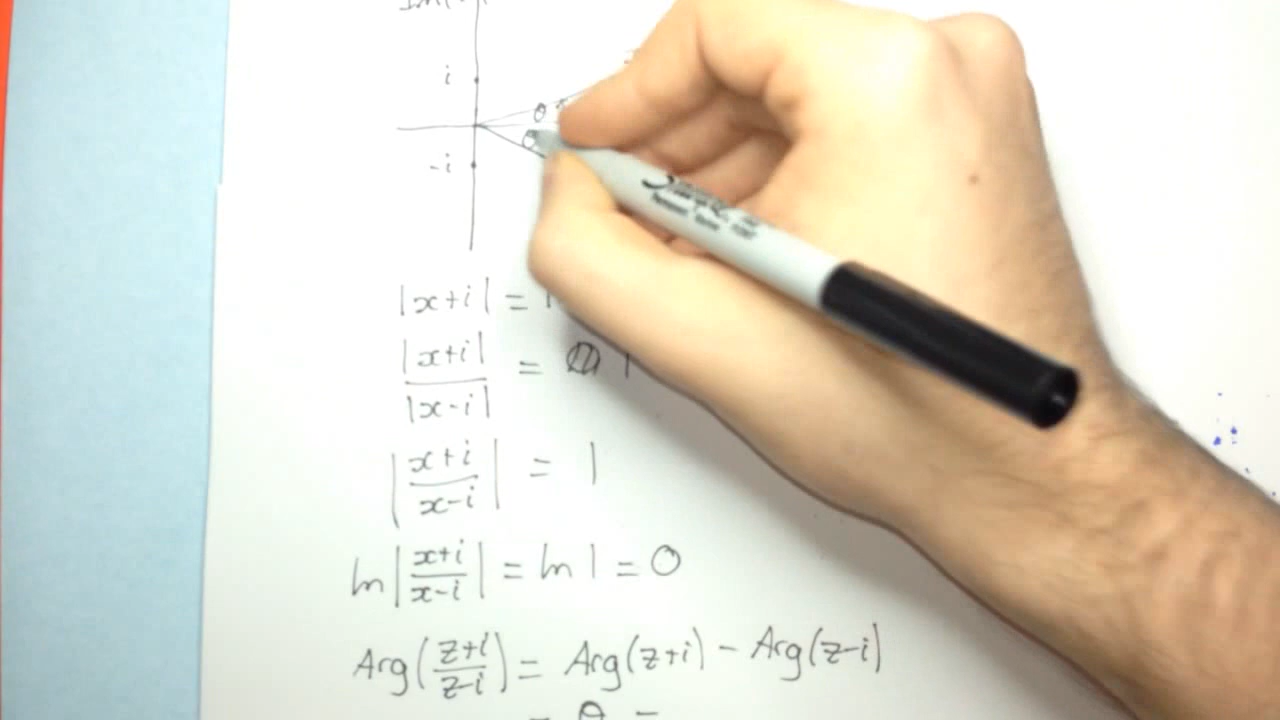 i
θ
-i
|x+i| =
|x+i| / |x-i| = 1
|x+i / x-i| = 1
ln|x+i / x-i| = ln 1 = 0
Arg(z+i / z-i) = Arg(z+i) - Arg(z-i)
= θ -